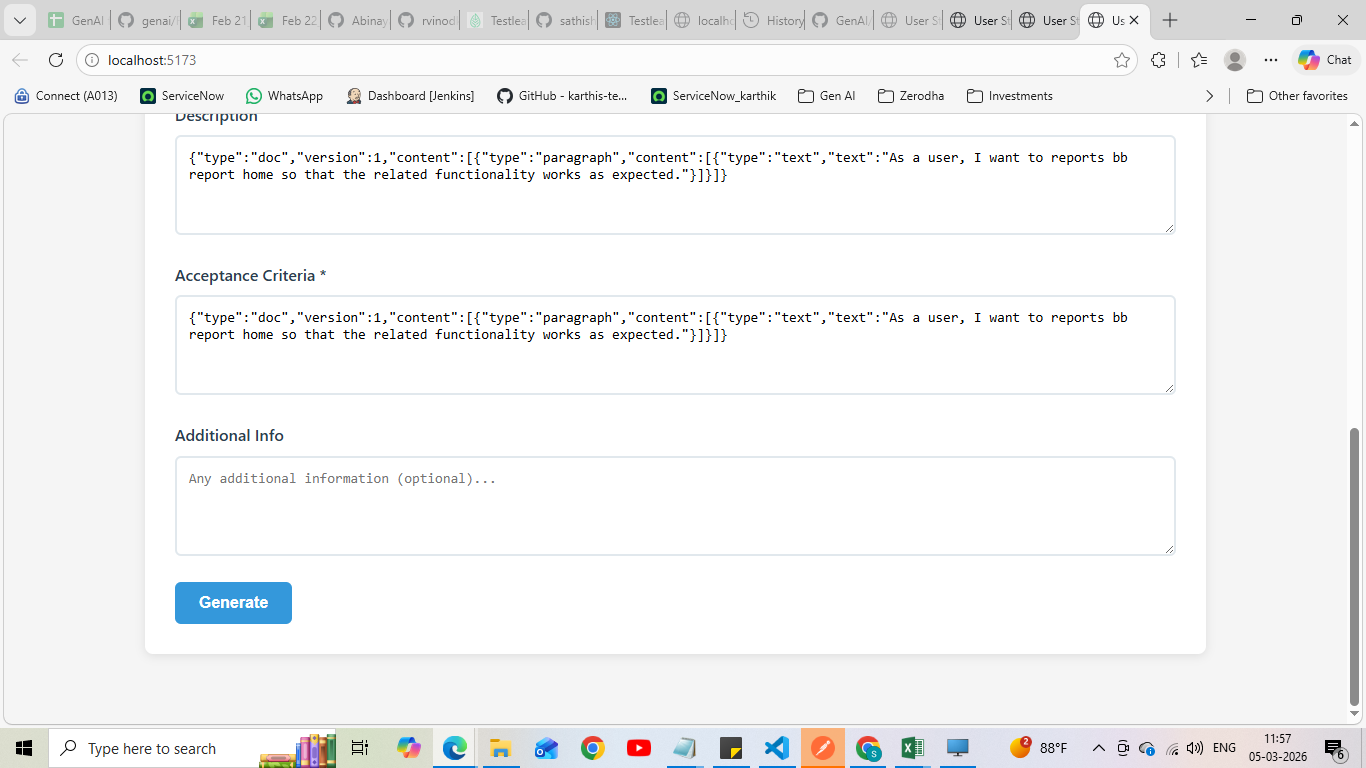 GenAI
genai/i
Feb 21
Feb 22
Abinay
rvinod
Testlea
sathish
Testlea
localho
History
GenAI
User St
User St
User St
Us
localhost:5173
Chat
Connect (A013)
ServiceNow
WhatsApp
Dashboard [Jenkins]
GitHub - karthis-te...
ServiceNow_karthik
Gen AI
Zerodha
Investments
Other favorites
Description
{"type":"doc","version":1,"content":[{"type":"paragraph","content":[{"type":"text","text":"As a user, I want to reports bb
report home so that the related functionality works as expected."}]}]}
Acceptance Criteria *
{"type":"doc","version":1,"content":[{"type":"paragraph","content":[{"type":"text","text":"As a user, I want to reports bb
report home so that the related functionality works as expected."}]}]}
Additional Info
Any additional information (optional)...
Generate
Type here to search
2
88°F
ENG
11:57
05-03-2026
6